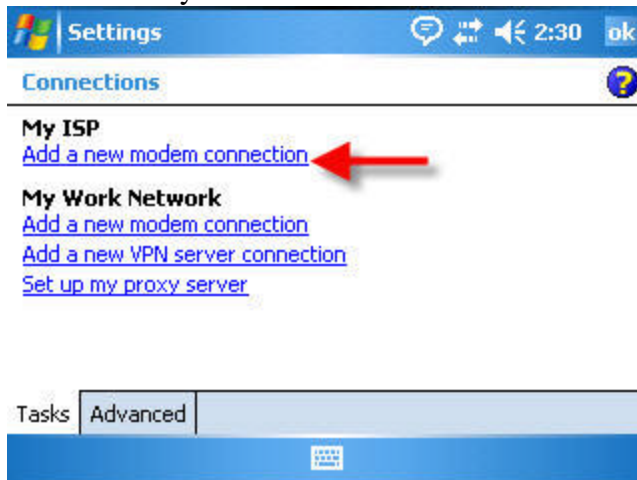 Settings 2:30 ok
Connections
My ISP
Add a new modem connection
My Work Network
Add a new modem connection
Add a new VPN server connection
Set up my proxy server
Tasks Advanced